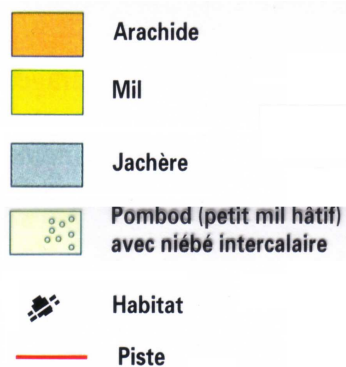 Arachide
Mil
Jachère
Pombod (petit mil hâtif)
avec niébé intercalaire
Habitat
Piste